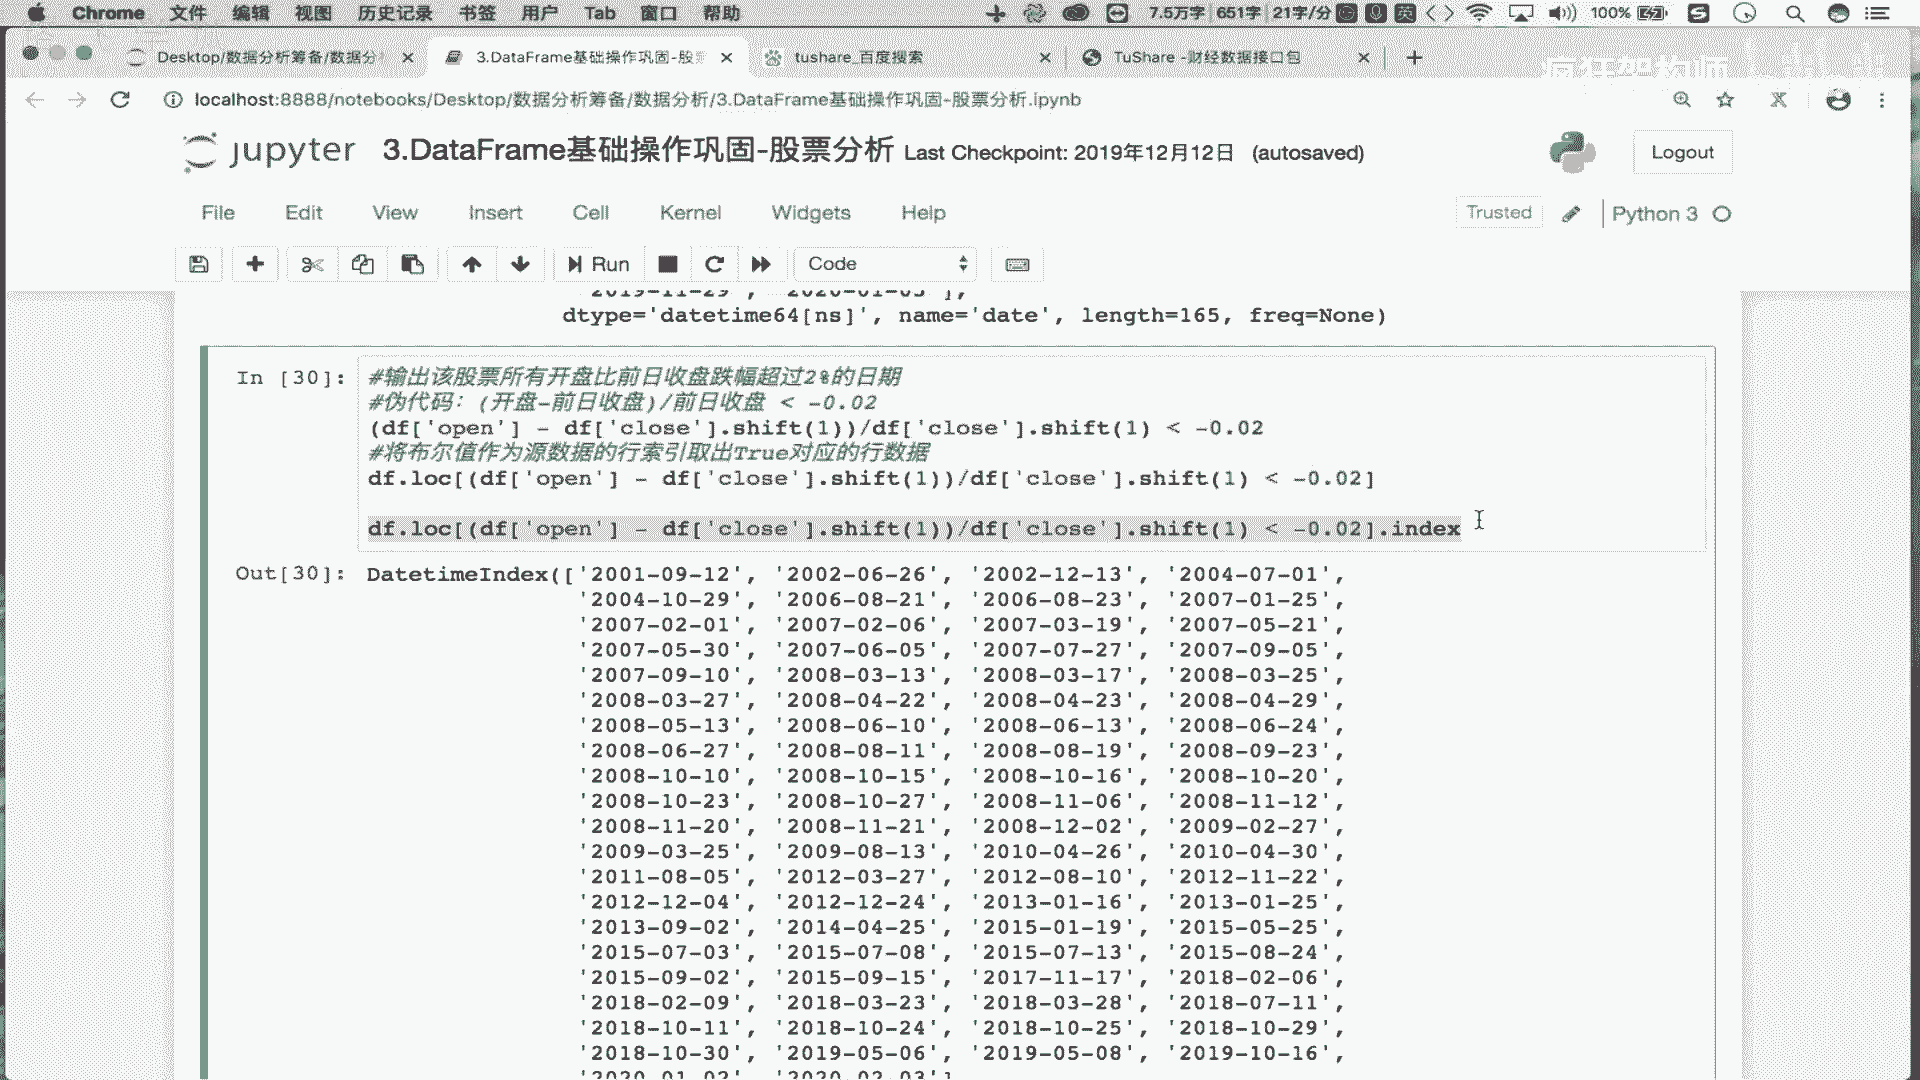 Chrome 文件 编辑 视图 历史记录 书签 用户 Tab 窗口 帮助 7.5万字 651字 21字/分 英 100%
Desktop/数据分析筹备/数据分 3.DataFrame基础操作巩固-股票 tushare_百度搜索 TuShare -财经数据接口包
疯狂架构师
localhost:8888/notebooks/Desktop/数据分析筹备/数据分析/3.DataFrame基础操作巩固-股票分析.ipynb
jupyter 3.DataFrame基础操作巩固-股票分析 Last Checkpoint: 2019年12月12日 (autosaved) Logout
File Edit View Insert Cell Kernel Widgets Help Trusted Python 3
Run Code
'2019-11-29', '2020-01-03'],
dtype='datetime64[ns]', name='date', length=165, freq=None)
In [30]: #输出该股票所有开盘比前日收盘跌幅超过2%的日期
#伪代码：(开盘-前日收盘)/前日收盘 < -0.02
(df['open'] - df['close'].shift(1))/df['close'].shift(1) < -0.02
#将布尔值作为源数据的行索引取出True对应的行数据
df.loc[(df['open'] - df['close'].shift(1))/df['close'].shift(1) < -0.02]
df.loc[(df['open'] - df['close'].shift(1))/df['close'].shift(1) < -0.02].index
Out[30]: DatetimeIndex(['2001-09-12', '2002-06-26', '2002-12-13', '2004-07-01',
'2004-10-29', '2006-08-21', '2006-08-23', '2007-01-25',
'2007-02-01', '2007-02-06', '2007-03-19', '2007-05-21',
'2007-05-30', '2007-06-05', '2007-07-27', '2007-09-05',
'2007-09-10', '2008-03-13', '2008-03-17', '2008-03-25',
'2008-03-27', '2008-04-22', '2008-04-23', '2008-04-29',
'2008-05-13', '2008-06-10', '2008-06-13', '2008-06-24',
'2008-06-27', '2008-08-11', '2008-08-19', '2008-09-23',
'2008-10-10', '2008-10-15', '2008-10-16', '2008-10-20',
'2008-10-23', '2008-10-27', '2008-11-06', '2008-11-12',
'2008-11-20', '2008-11-21', '2008-12-02', '2009-02-27',
'2009-03-25', '2009-08-13', '2010-04-26', '2010-04-30',
'2011-08-05', '2012-03-27', '2012-08-10', '2012-11-22',
'2012-12-04', '2012-12-24', '2013-01-16', '2013-01-25',
'2013-09-02', '2014-04-25', '2015-01-19', '2015-05-25',
'2015-07-03', '2015-07-08', '2015-07-13', '2015-08-24',
'2015-09-02', '2015-09-15', '2017-11-17', '2018-02-06',
'2018-02-09', '2018-03-23', '2018-03-28', '2018-07-11',
'2018-10-11', '2018-10-24', '2018-10-25', '2018-10-29',
'2018-10-30', '2019-05-06', '2019-05-08', '2019-10-16',
'2020-01-02', '2020-02-03'],